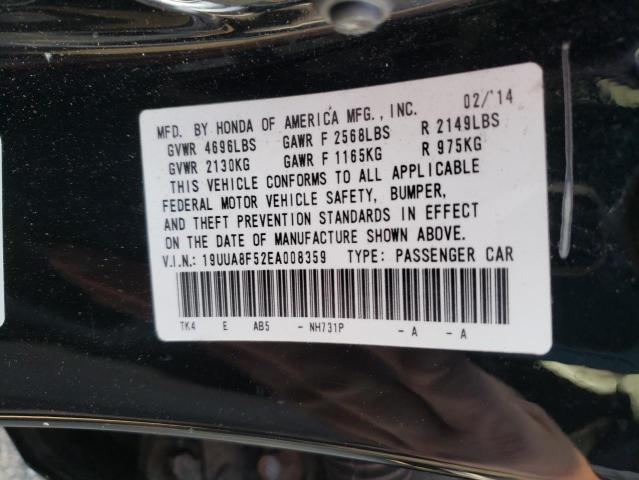 MFD. BY HONDA OF AMERICA MFG., INC. 02/'14
GVWR 4696LBS GAWR F 2568LBS R 2149LBS
GVWR 2130KG GAWR F 1165KG R 975KG
THIS VEHICLE CONFORMS TO ALL APPLICABLE
FEDERAL MOTOR VEHICLE SAFETY, BUMPER,
AND THEFT PREVENTION STANDARDS IN EFFECT
ON THE DATE OF MANUFACTURE SHOWN ABOVE.
V.I.N.: 19UUA8F52EA008359 TYPE: PASSENGER CAR
TK4 E AB5 - NH731P - A - A